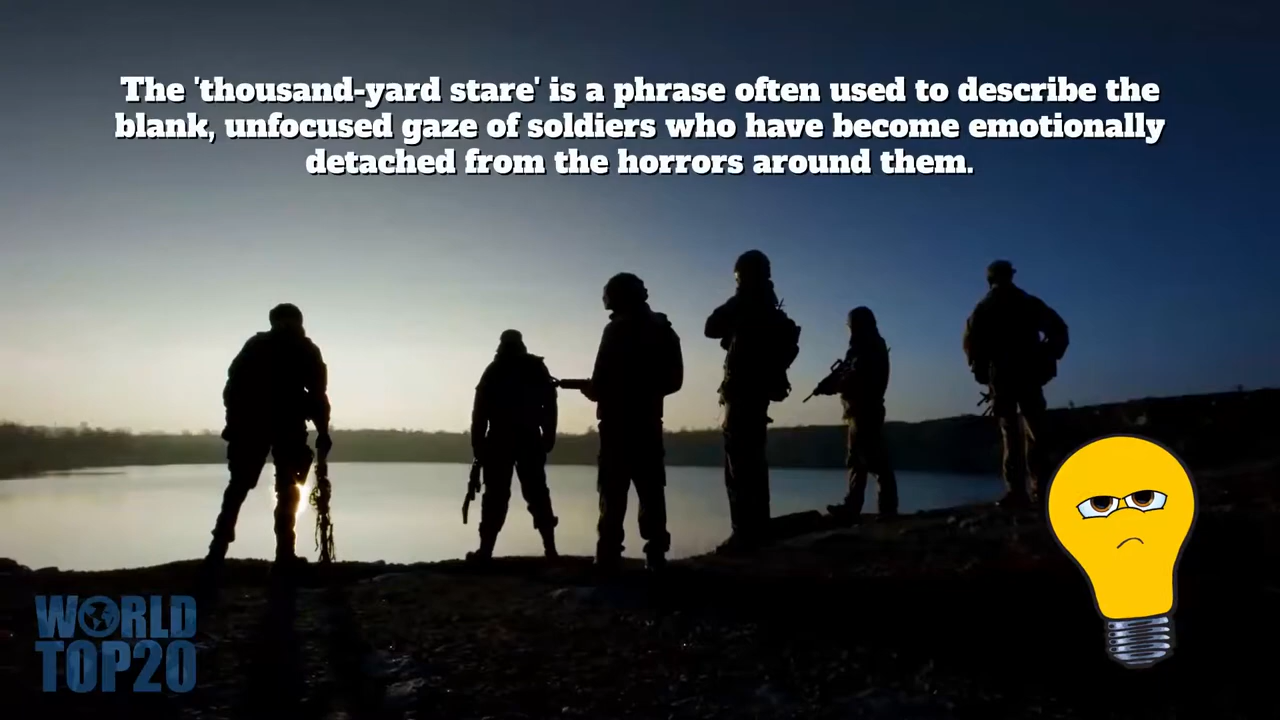 The 'thousand-yard stare' is a phrase often used to describe the
blank, unfocused gaze of soldiers who have become emotionally
detached from the horrors around them.
WORLD
TOP20